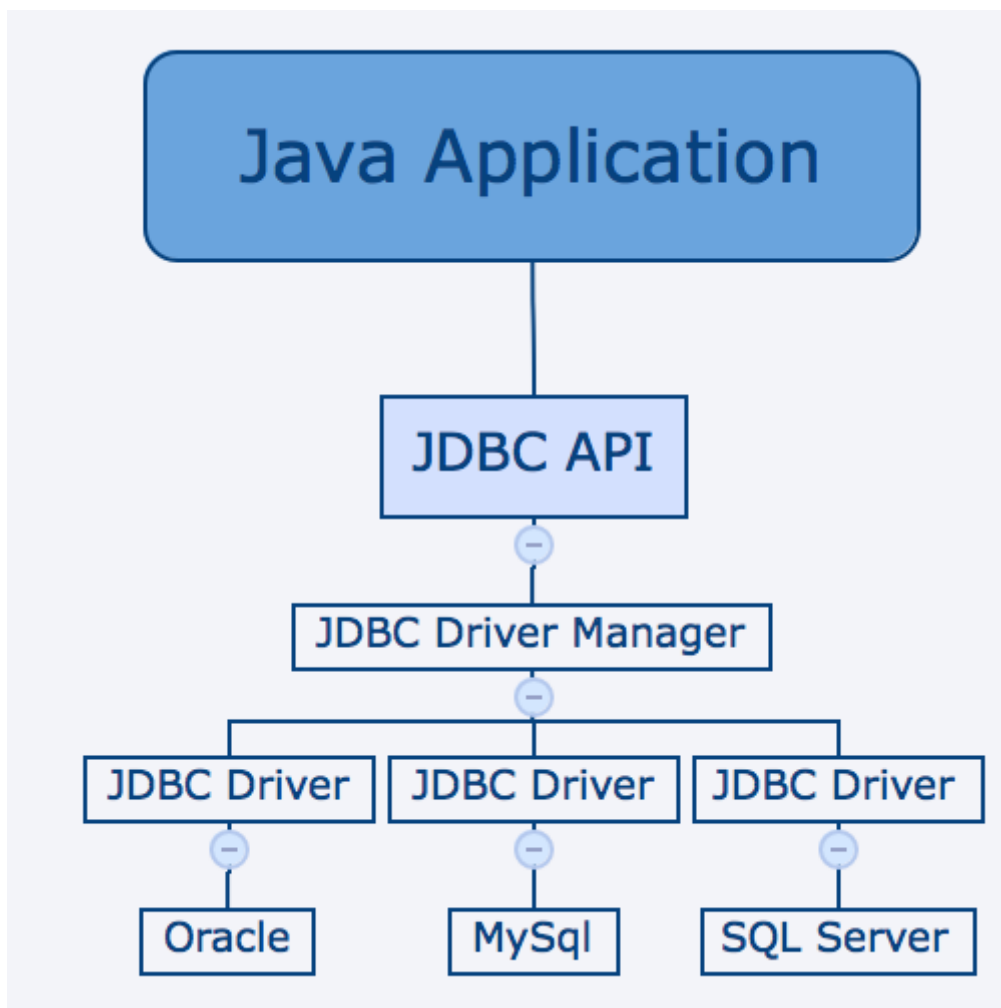 Java Application
JDBC API
JDBC Driver Manager
JDBC Driver
JDBC Driver
JDBC Driver
Oracle
MySql
SQL Server